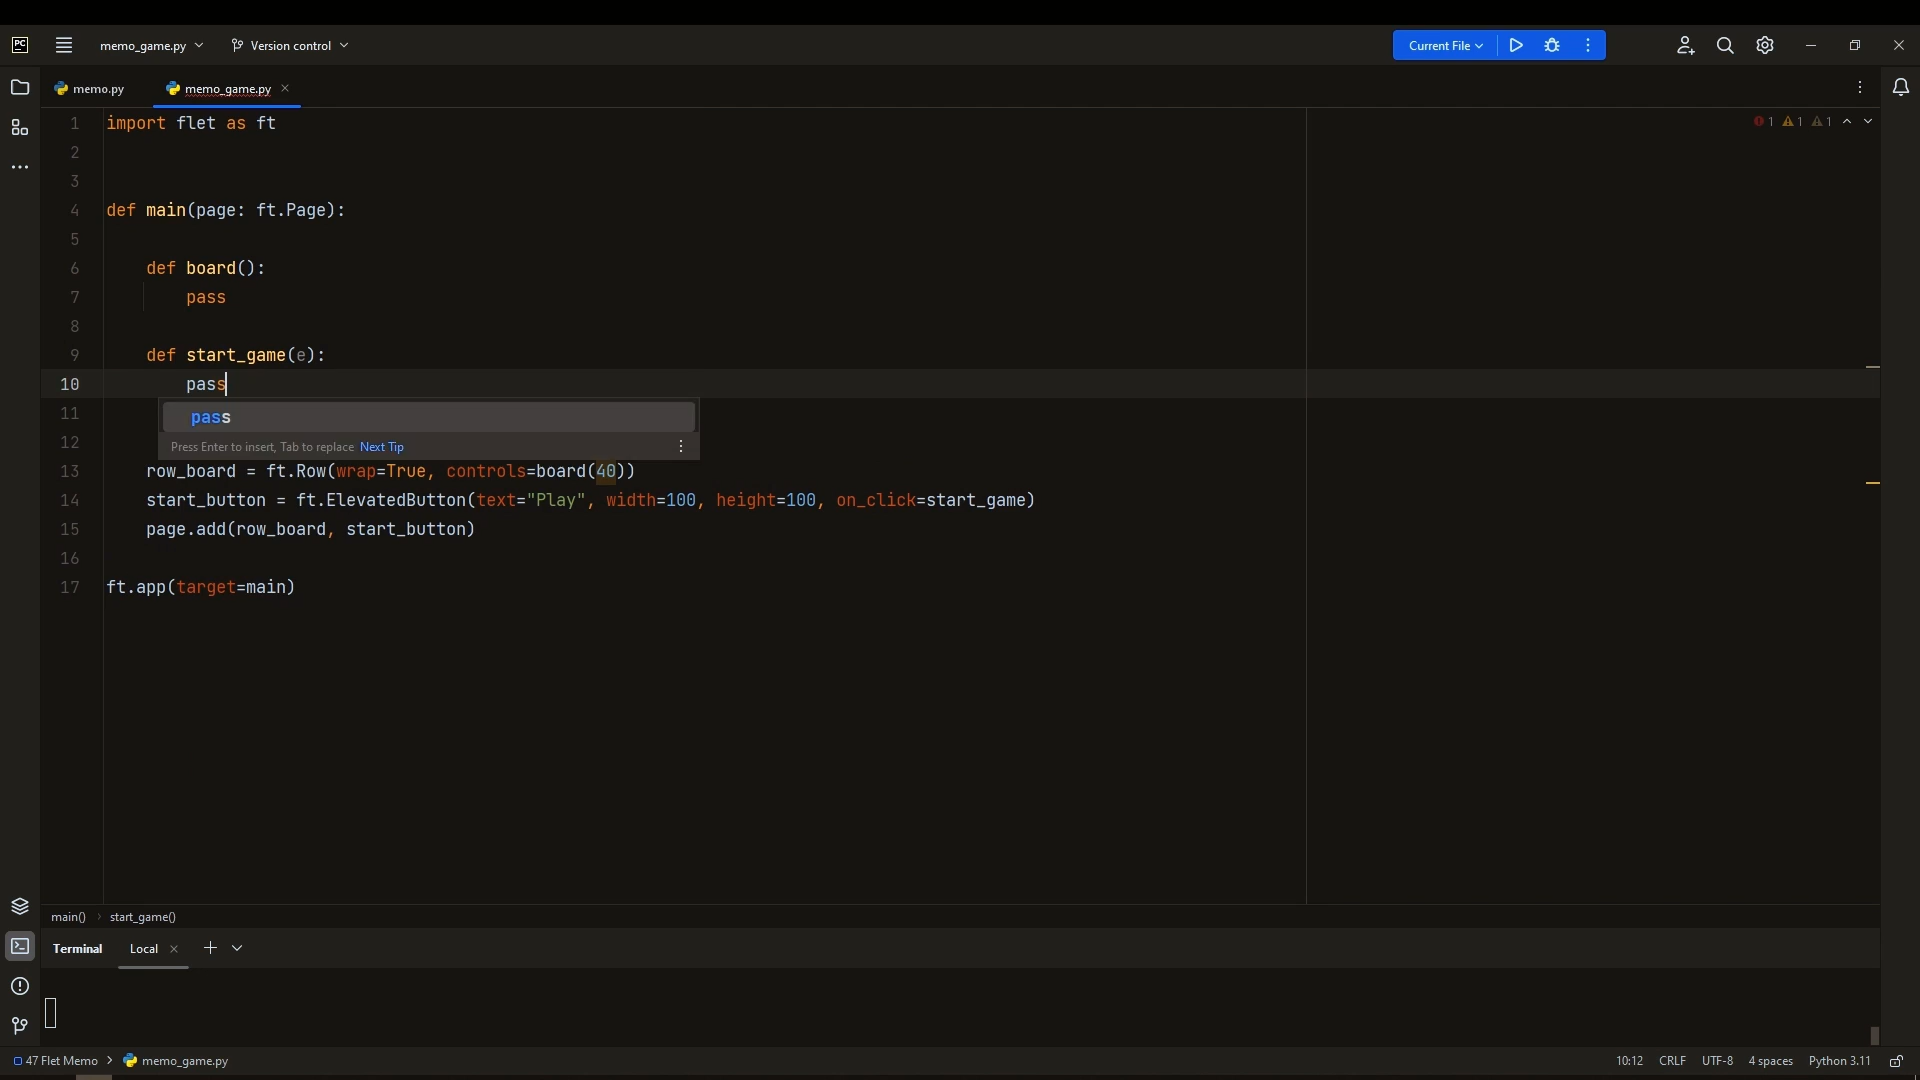 PC memo_game.py Version control Current File
memo.py memo_game.py
1 import flet as ft 1 1 1
2
3
4 def main(page: ft.Page):
5
6 def board():
7 pass
8
9 def start_game(e):
10 pass
11 pass
12 Press Enter to insert, Tab to replace Next Tip
13 row_board = ft.Row(wrap=True, controls=board(40))
14 start_button = ft.ElevatedButton(text="Play", width=100, height=100, on_click=start_game)
15 page.add(row_board, start_button)
16
17 ft.app(target=main)
main() start_game()
Terminal Local
47 Flet Memo memo_game.py 10:12 CRLF UTF-8 4 spaces Python 3.11